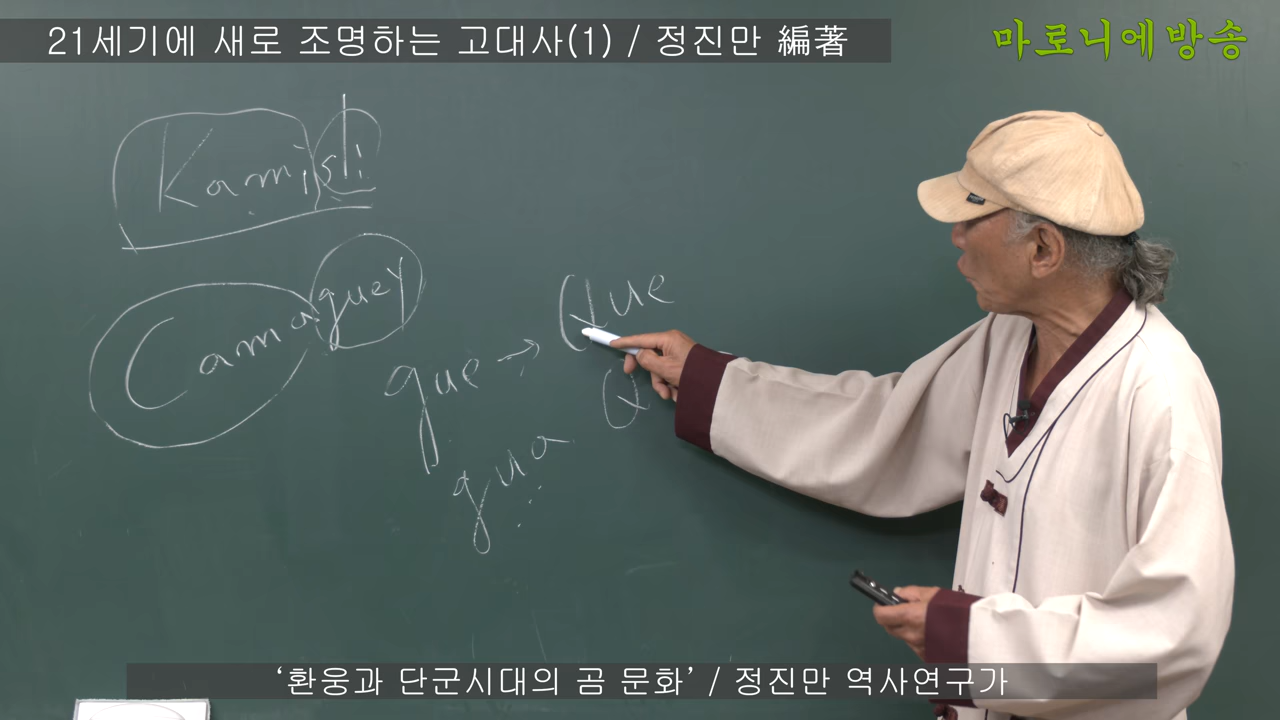 21세기에 새로 조명하는 고대사(1) / 정진만 編著
마로니에방송
Kamish
Camaguey
que → Que
Q
gua
‘환웅과 단군시대의 곰 문화’ / 정진만 역사연구가